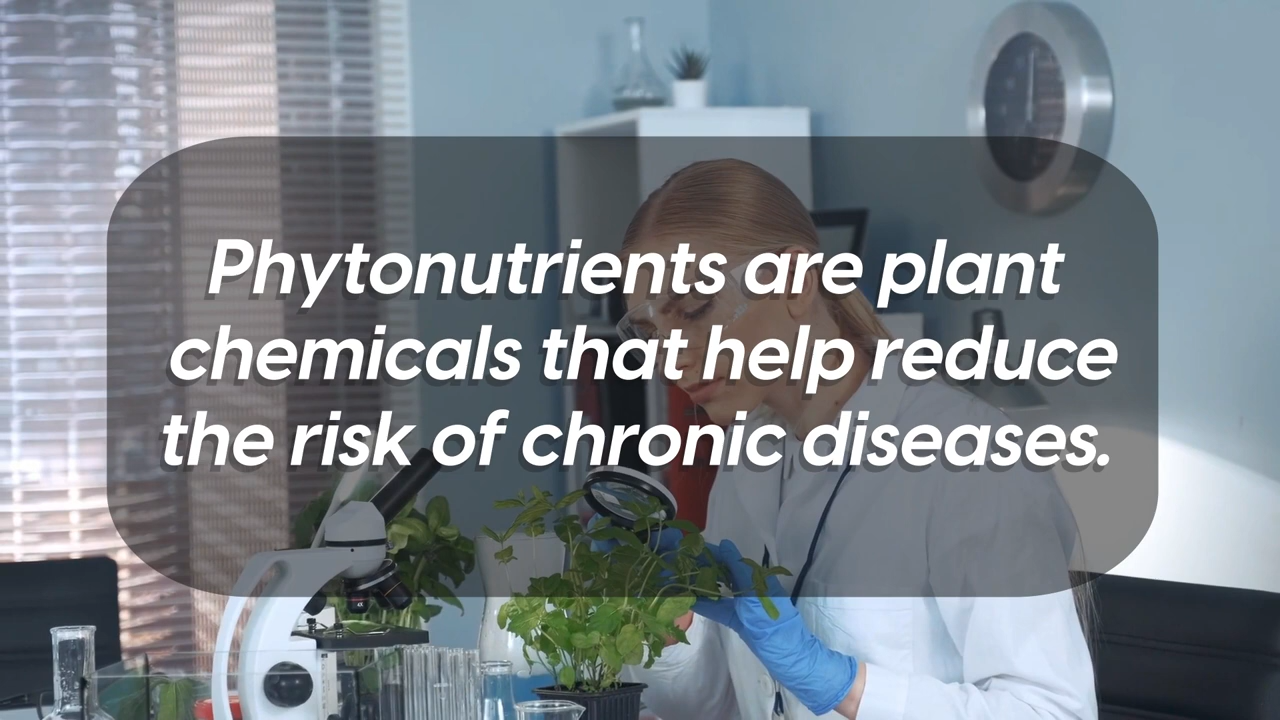 Phytonutrients are plant
chemicals that help reduce
the risk of chronic diseases.